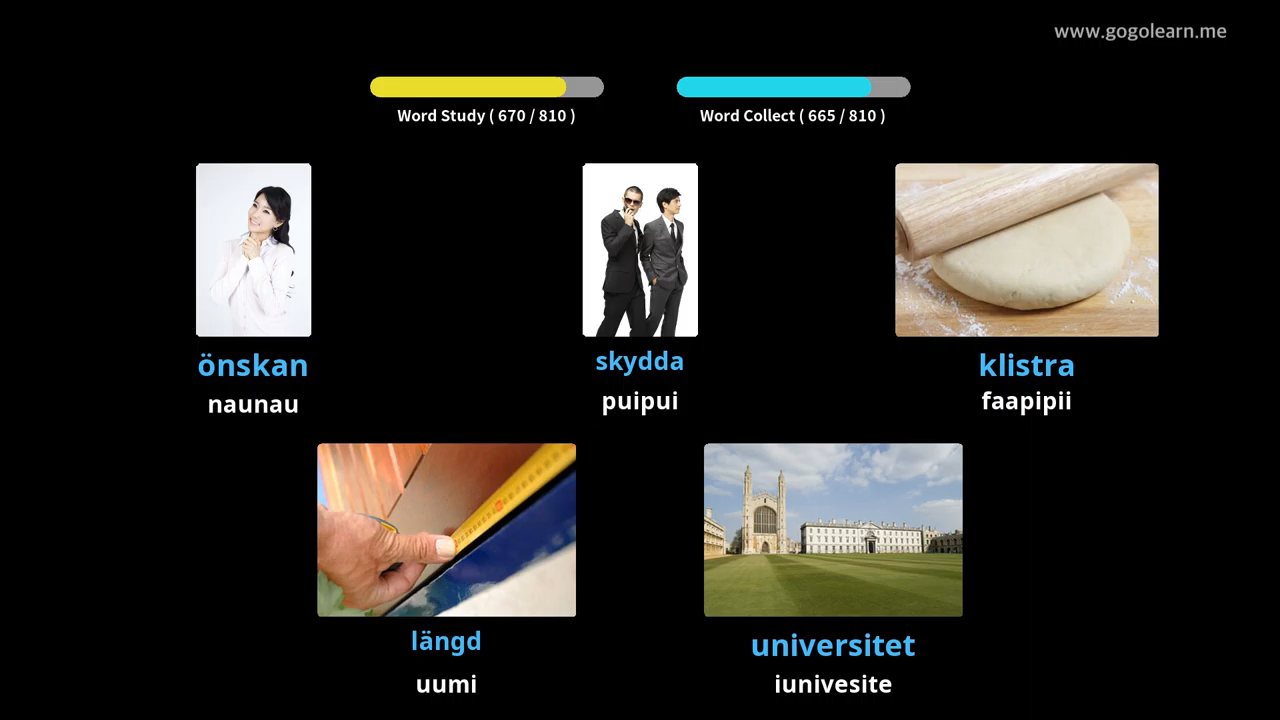 www.gogolearn.me
Word Study ( 670 / 810 )
Word Collect ( 665 / 810 )
önskan
naunau
skydda
puipui
klistra
faapipii
längd
uumi
universitet
iunivesite